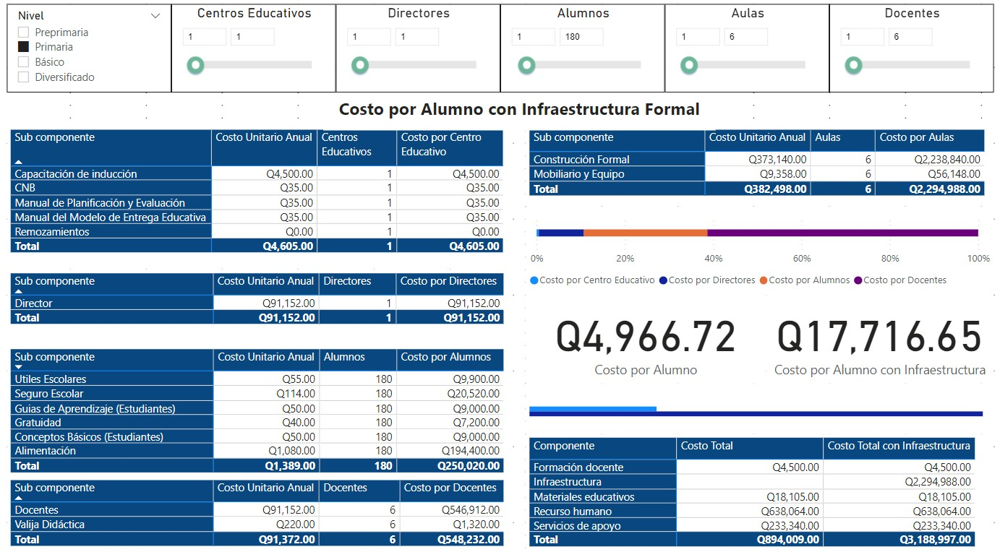 Nivel
Preprimaria
Primaria
Básico
Diversificado
Centros Educativos
1 1
Directores
1 1
Alumnos
1 180
Aulas
1 6
Docentes
1 6
Costo por Alumno con Infraestructura Formal
Sub componente Costo Unitario Anual Centros Educativos Costo por Centro Educativo
Capacitación de inducción Q4,500.00 1 Q4,500.00
CNB Q35.00 1 Q35.00
Manual de Planificación y Evaluación Q35.00 1 Q35.00
Manual del Modelo de Entrega Educativa Q35.00 1 Q35.00
Remozamientos Q0.00 1 Q0.00
Total Q4,605.00 1 Q4,605.00
Sub componente Costo Unitario Anual Directores Costo por Directores
Director Q91,152.00 1 Q91,152.00
Total Q91,152.00 1 Q91,152.00
Sub componente Costo Unitario Anual Alumnos Costo por Alumnos
Utiles Escolares Q55.00 180 Q9,900.00
Seguro Escolar Q114.00 180 Q20,520.00
Guias de Aprendizaje (Estudiantes) Q50.00 180 Q9,000.00
Gratuidad Q40.00 180 Q7,200.00
Conceptos Básicos (Estudiantes) Q50.00 180 Q9,000.00
Alimentación Q1,080.00 180 Q194,400.00
Total Q1,389.00 180 Q250,020.00
Sub componente Costo Unitario Anual Docentes Costo por Docentes
Docentes Q91,152.00 6 Q546,912.00
Valija Didáctica Q220.00 6 Q1,320.00
Total Q91,372.00 6 Q548,232.00
Sub componente Costo Unitario Anual Aulas Costo por Aulas
Construcción Formal Q373,140.00 6 Q2,238,840.00
Mobiliario y Equipo Q9,358.00 6 Q56,148.00
Total Q382,498.00 6 Q2,294,988.00
0% 20% 40% 60% 80% 100%
Costo por Centro Educativo Costo por Directores Costo por Alumnos Costo por Docentes
Q4,966.72
Costo por Alumno
Q17,716.65
Costo por Alumno con Infraestructura
Componente Costo Total Costo Total con Infraestructura
Formación docente Q4,500.00 Q4,500.00
Infraestructura Q2,294,988.00
Materiales educativos Q18,105.00 Q18,105.00
Recurso humano Q638,064.00 Q638,064.00
Servicios de apoyo Q233,340.00 Q233,340.00
Total Q894,009.00 Q3,188,997.00